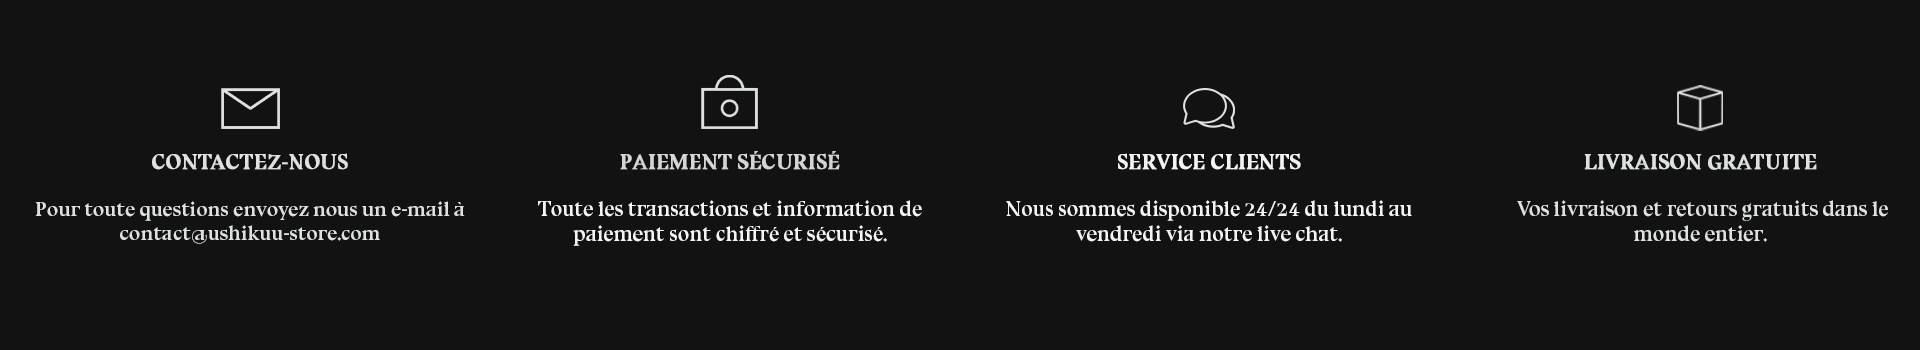 CONTACTEZ-NOUS
Pour toute questions envoyez nous un e-mail à
contact@ushikuu-store.com
PAIEMENT SÉCURISÉ
Toute les transactions et information de
paiement sont chiffré et sécurisé.
SERVICE CLIENTS
Nous sommes disponible 24/24 du lundi au
vendredi via notre live chat.
LIVRAISON GRATUITE
Vos livraison et retours gratuits dans le
monde entier.